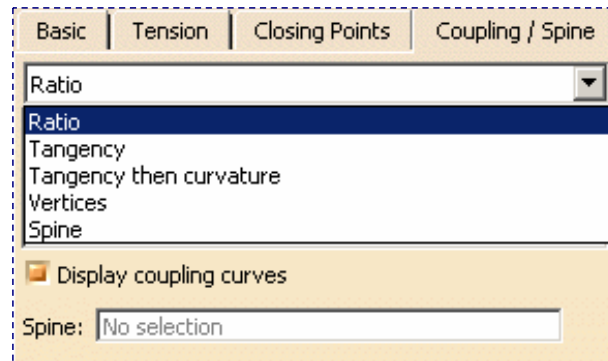 Basic Tension Closing Points Coupling / Spine
Ratio
Ratio
Tangency
Tangency then curvature
Vertices
Spine
Display coupling curves
Spine: No selection